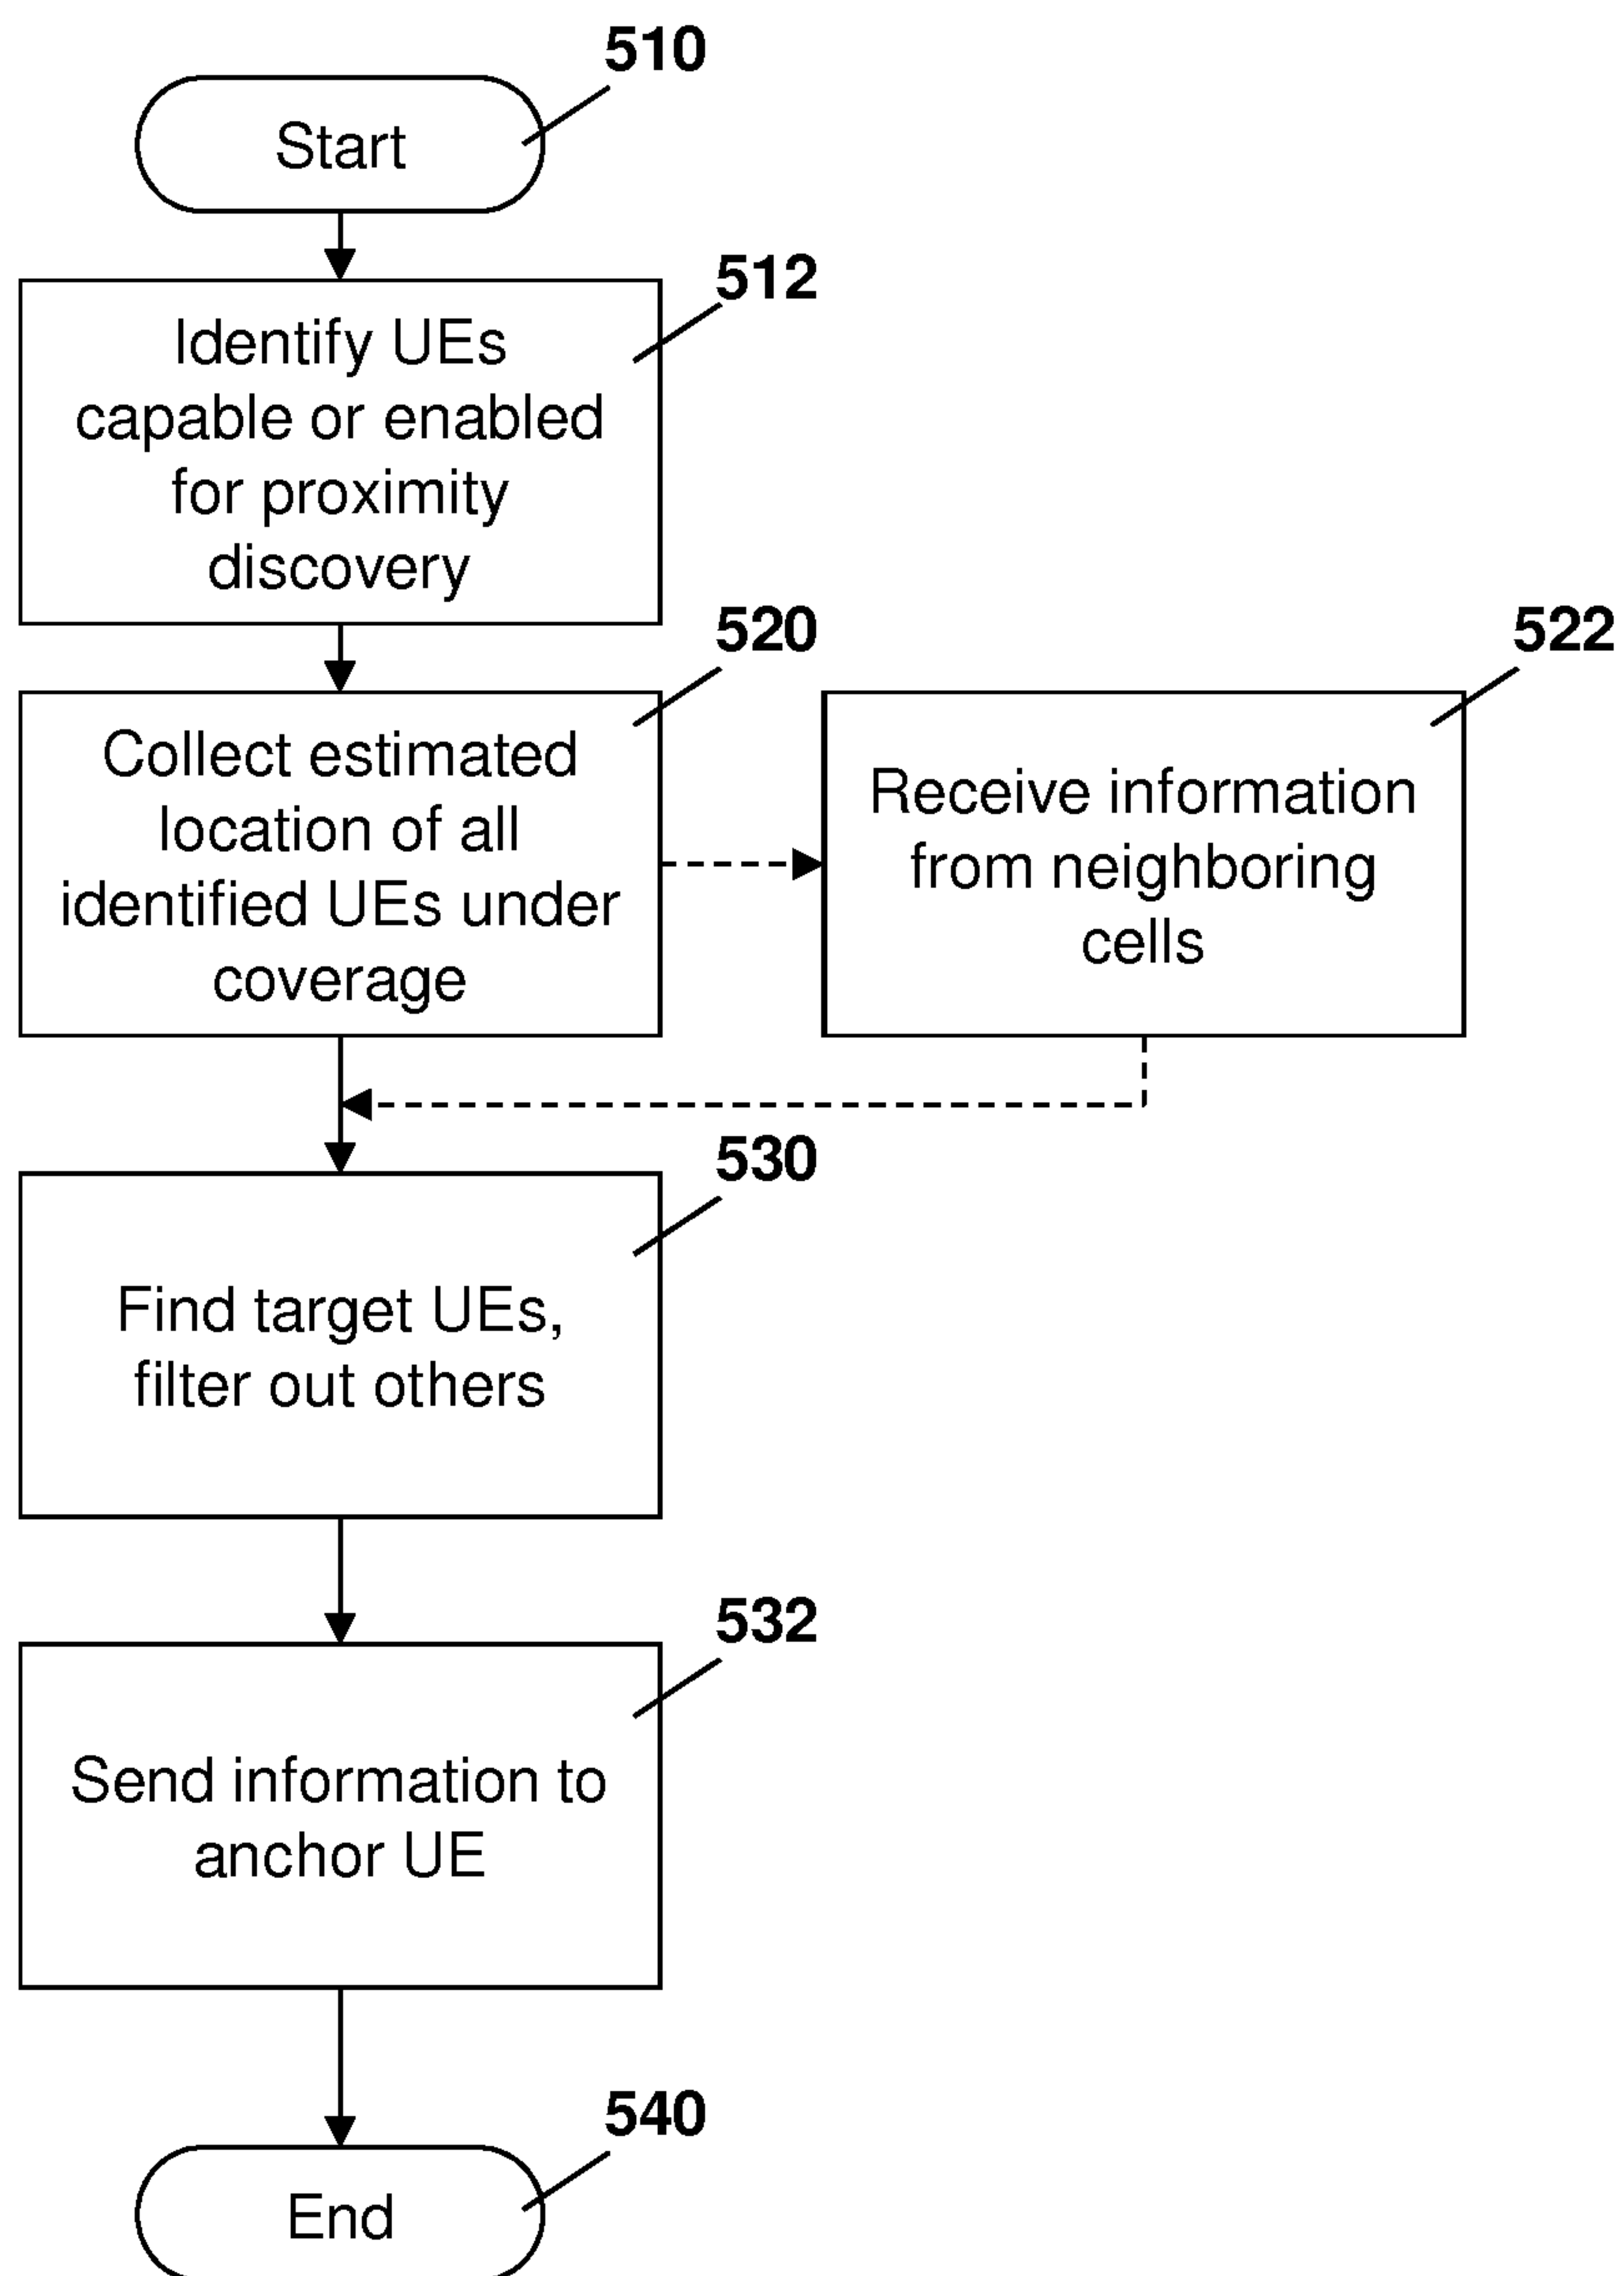 510
Start
512
Identify UEs
capable or enabled
for proximity
discovery
520
522
Collect estimated
location of all
identified UEs under
coverage
Receive information
from neighboring
cells
530
Find target UEs,
filter out others
532
Send information to
anchor UE
540
End